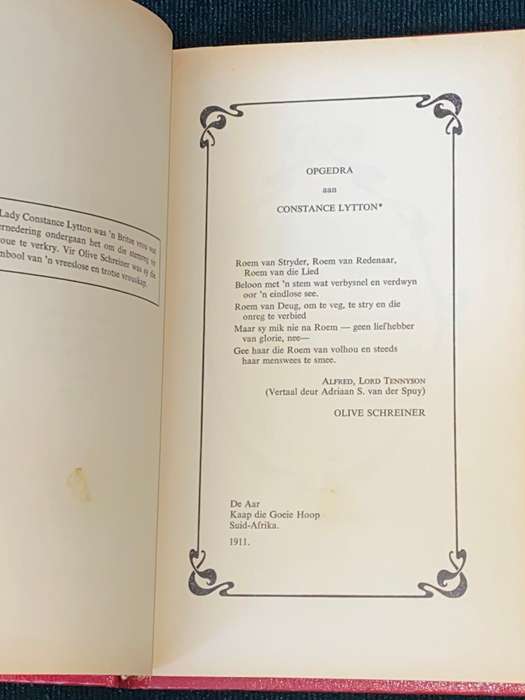 Lady Constance Lytton was 'n Britse vrou wat
ernedering ondergaan het om die stemreg vir
oue te verkry. Vir Olive Schreiner was sy die
mbool van 'n vreeslose en trotse vrouskap.
OPGEDRA
aan
CONSTANCE LYTTON*
Roem van Stryder, Roem van Redenaar,
Roem van die Lied
Beloon met 'n stem wat verbysnel en verdwyn
oor 'n eindlose see.
Roem van Deug, om te veg, te stry en die
onreg te verbied
Maar sy mik nie na Roem — geen liefhebber
van glorie, nee—
Gee haar die Roem van volhou en steeds
haar menswees te smee.
ALFRED, LORD TENNYSON
(Vertaal deur Adriaan S. van der Spuy)
OLIVE SCHREINER
De Aar
Kaap die Goeie Hoop
Suid-Afrika.
1911.